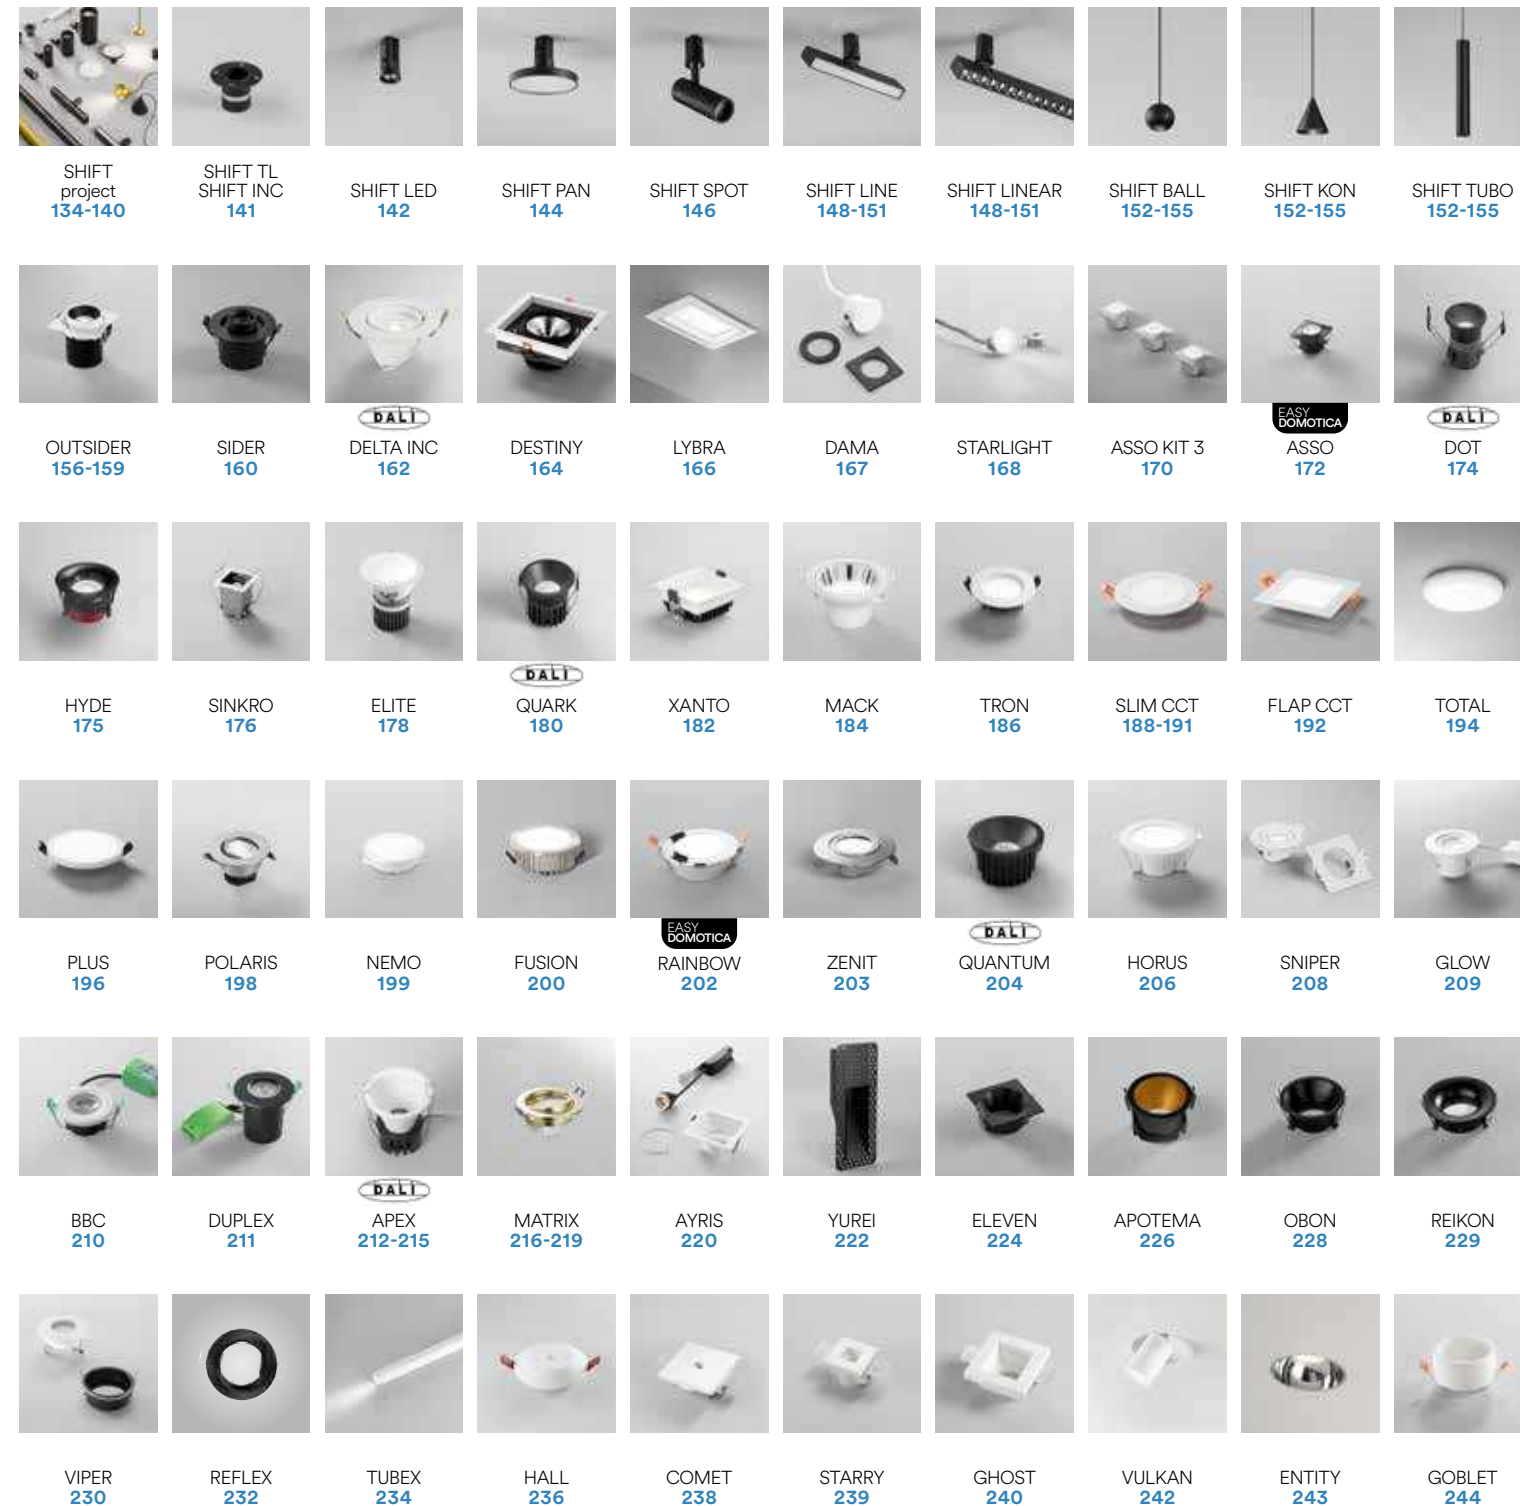 SHIFT
project
134-140
SHIFT TL
SHIFT INC
141
SHIFT LED
142
SHIFT PAN
144
SHIFT SPOT
146
SHIFT LINE
148-151
SHIFT LINEAR
148-151
SHIFT BALL
152-155
SHIFT KON
152-155
SHIFT TUBO
152-155
OUTSIDER
156-159
SIDER
160
DALI
DELTA INC
162
DESTINY
164
LYBRA
166
DAMA
167
STARLIGHT
168
ASSO KIT 3
170
EASY
DOMOTICA
ASSO
172
DALI
DOT
174
HYDE
175
SINKRO
176
ELITE
178
DALI
QUARK
180
XANTO
182
MACK
184
TRON
186
SLIM CCT
188-191
FLAP CCT
192
TOTAL
194
PLUS
196
POLARIS
198
NEMO
199
FUSION
200
EASY
DOMOTICA
RAINBOW
202
ZENIT
203
DALI
QUANTUM
204
HORUS
206
SNIPER
208
GLOW
209
BBC
210
DUPLEX
211
DALI
APEX
212-215
MATRIX
216-219
AYRIS
220
YUREI
222
ELEVEN
224
APOTEMA
226
OBON
228
REIKON
229
VIPER
230
REFLEX
232
TUBEX
234
HALL
236
COMET
238
STARRY
239
GHOST
240
VULKAN
242
ENTITY
243
GOBLET
244